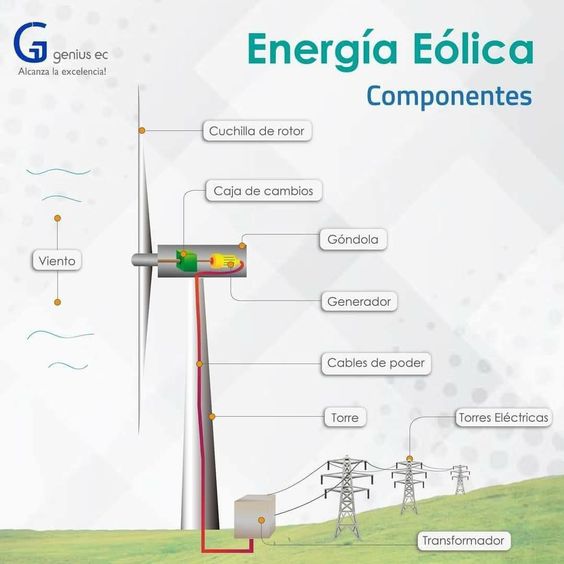 genius ec
Alcanza la excelencia!
Energía Eólica
Componentes
Cuchilla de rotor
Caja de cambios
Góndola
Viento
Generador
Cables de poder
Torre
Torres Eléctricas
Transformador